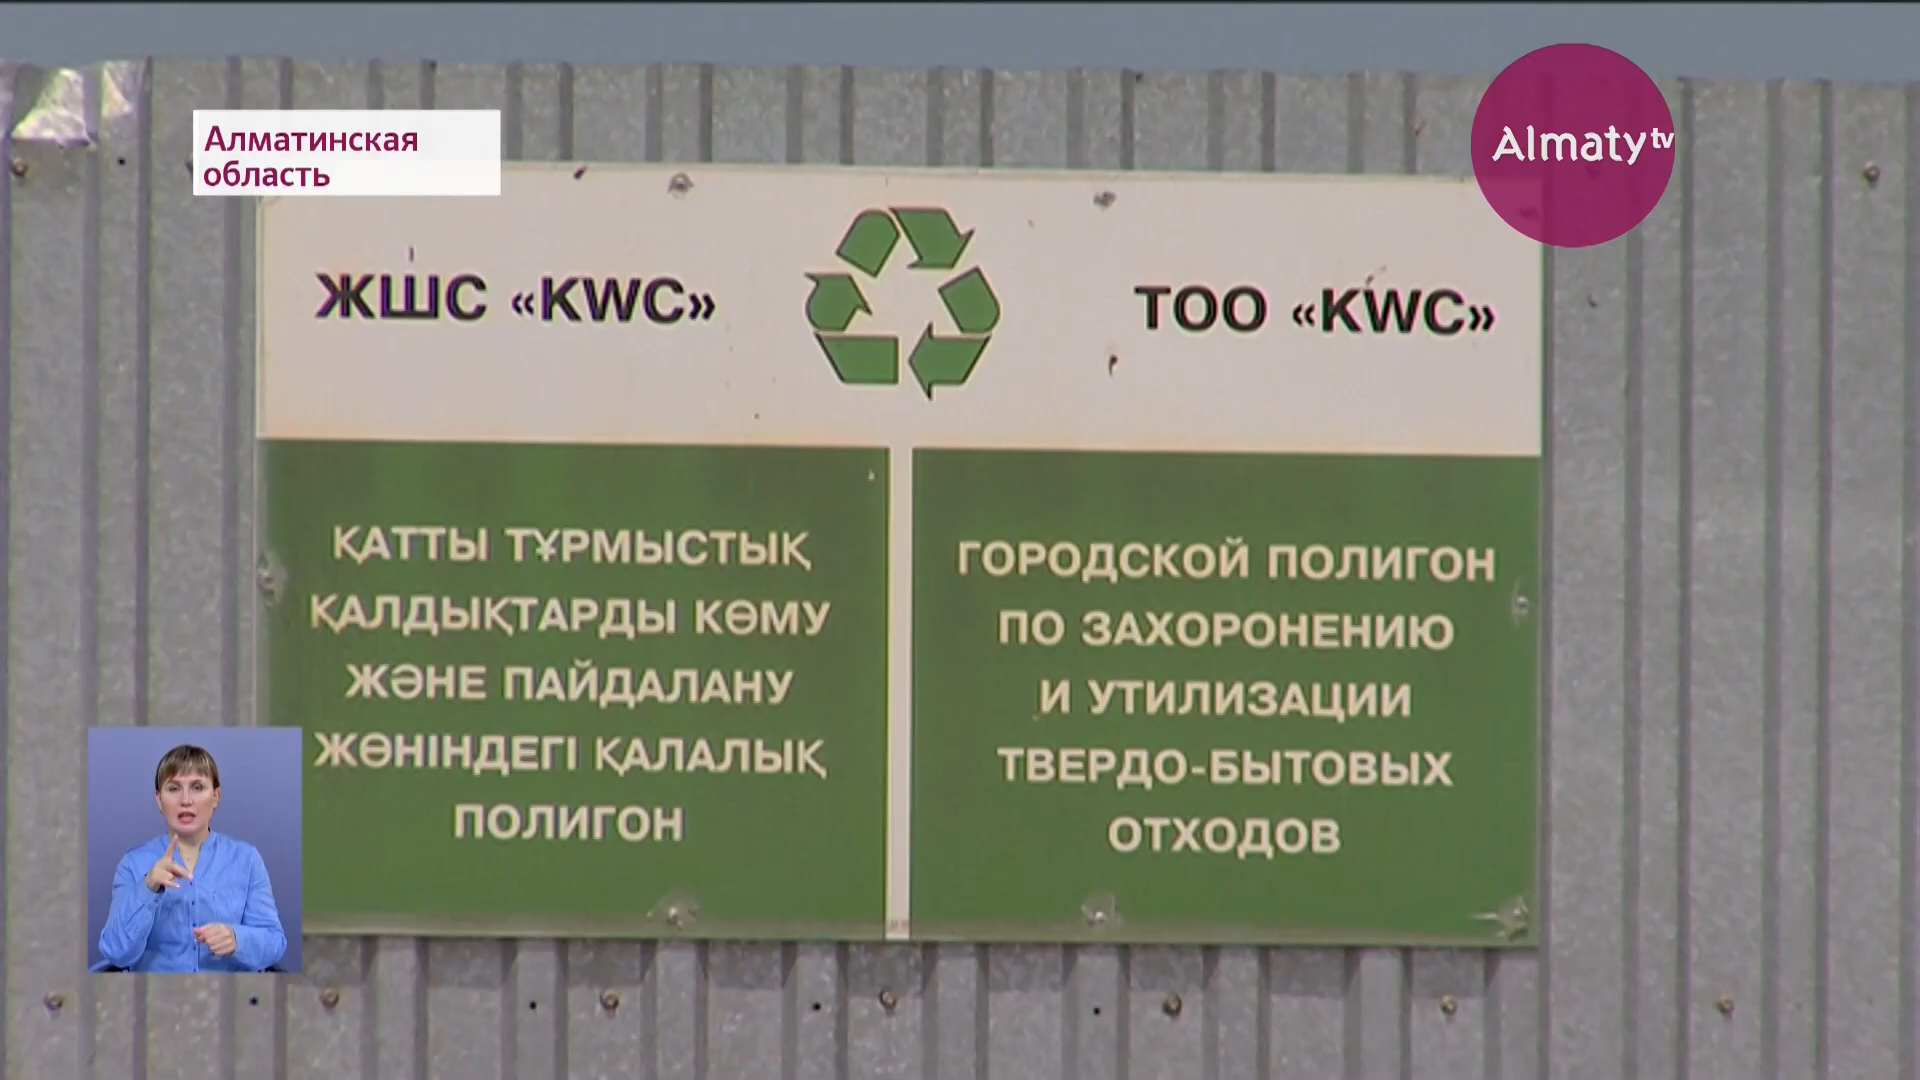 Алматинская
область
Almaty tv
ЖШС «KWC»
ТОО «KWC»
ҚАТТЫ ТҰРМЫСТЫҚ
ҚАЛДЫҚТАРДЫ КӨМУ
ЖӘНЕ ПАЙДАЛАНУ
ЖӨНІНДЕГІ ҚАЛАЛЫҚ
ПОЛИГОН
ГОРОДСКОЙ ПОЛИГОН
ПО ЗАХОРОНЕНИЮ
И УТИЛИЗАЦИИ
ТВЕРДО-БЫТОВЫХ
ОТХОДОВ